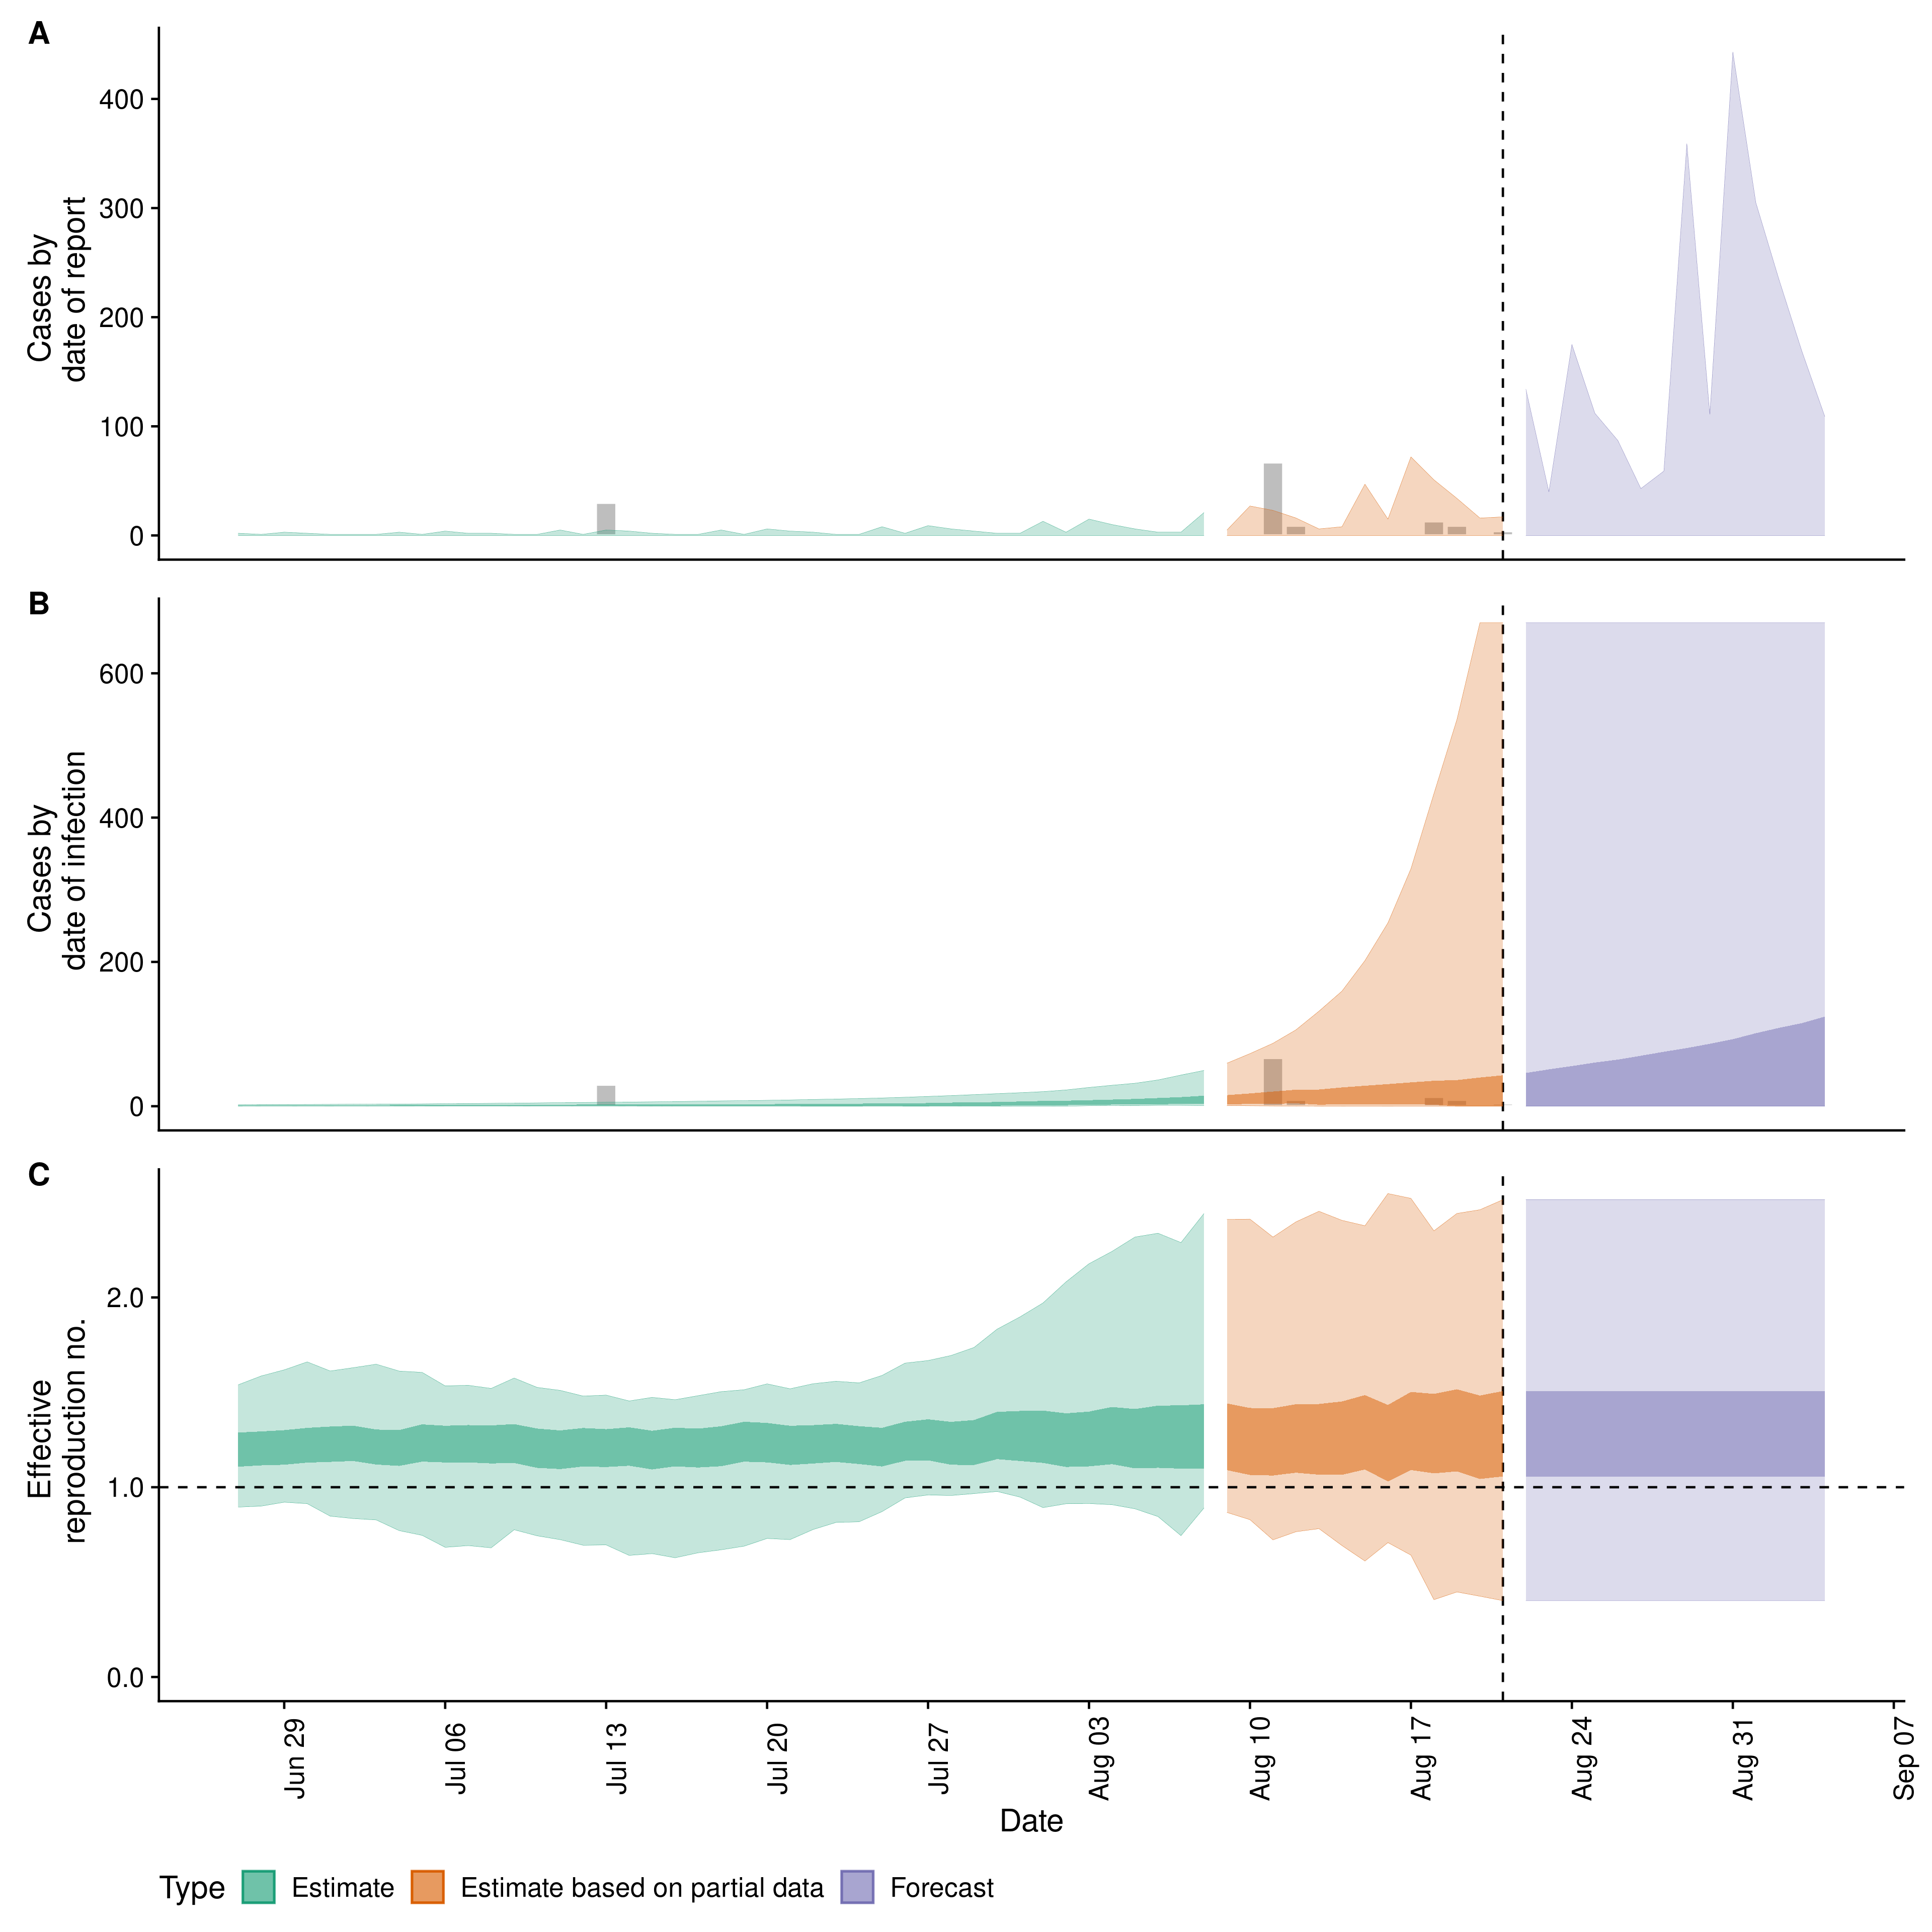 A
Cases by
date of report
400
300
200
100
0
B
Cases by
date of infection
600
400
200
0
C
Effective
reproduction no.
2.0
1.0
0.0
Jun 29
Jul 06
Jul 13
Jul 20
Jul 27
Aug 03
Aug 10
Aug 17
Aug 24
Aug 31
Sep 07
Date
Type Estimate Estimate based on partial data Forecast